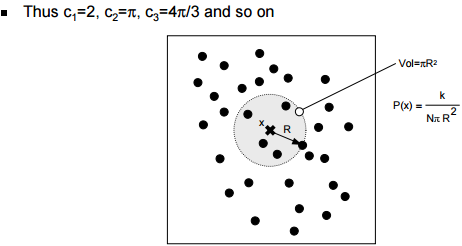 Thus c₁=2, c₂=π, c₃=4π/3 and so on
Vol=πR²
P(x) = k / NπR²
x
R